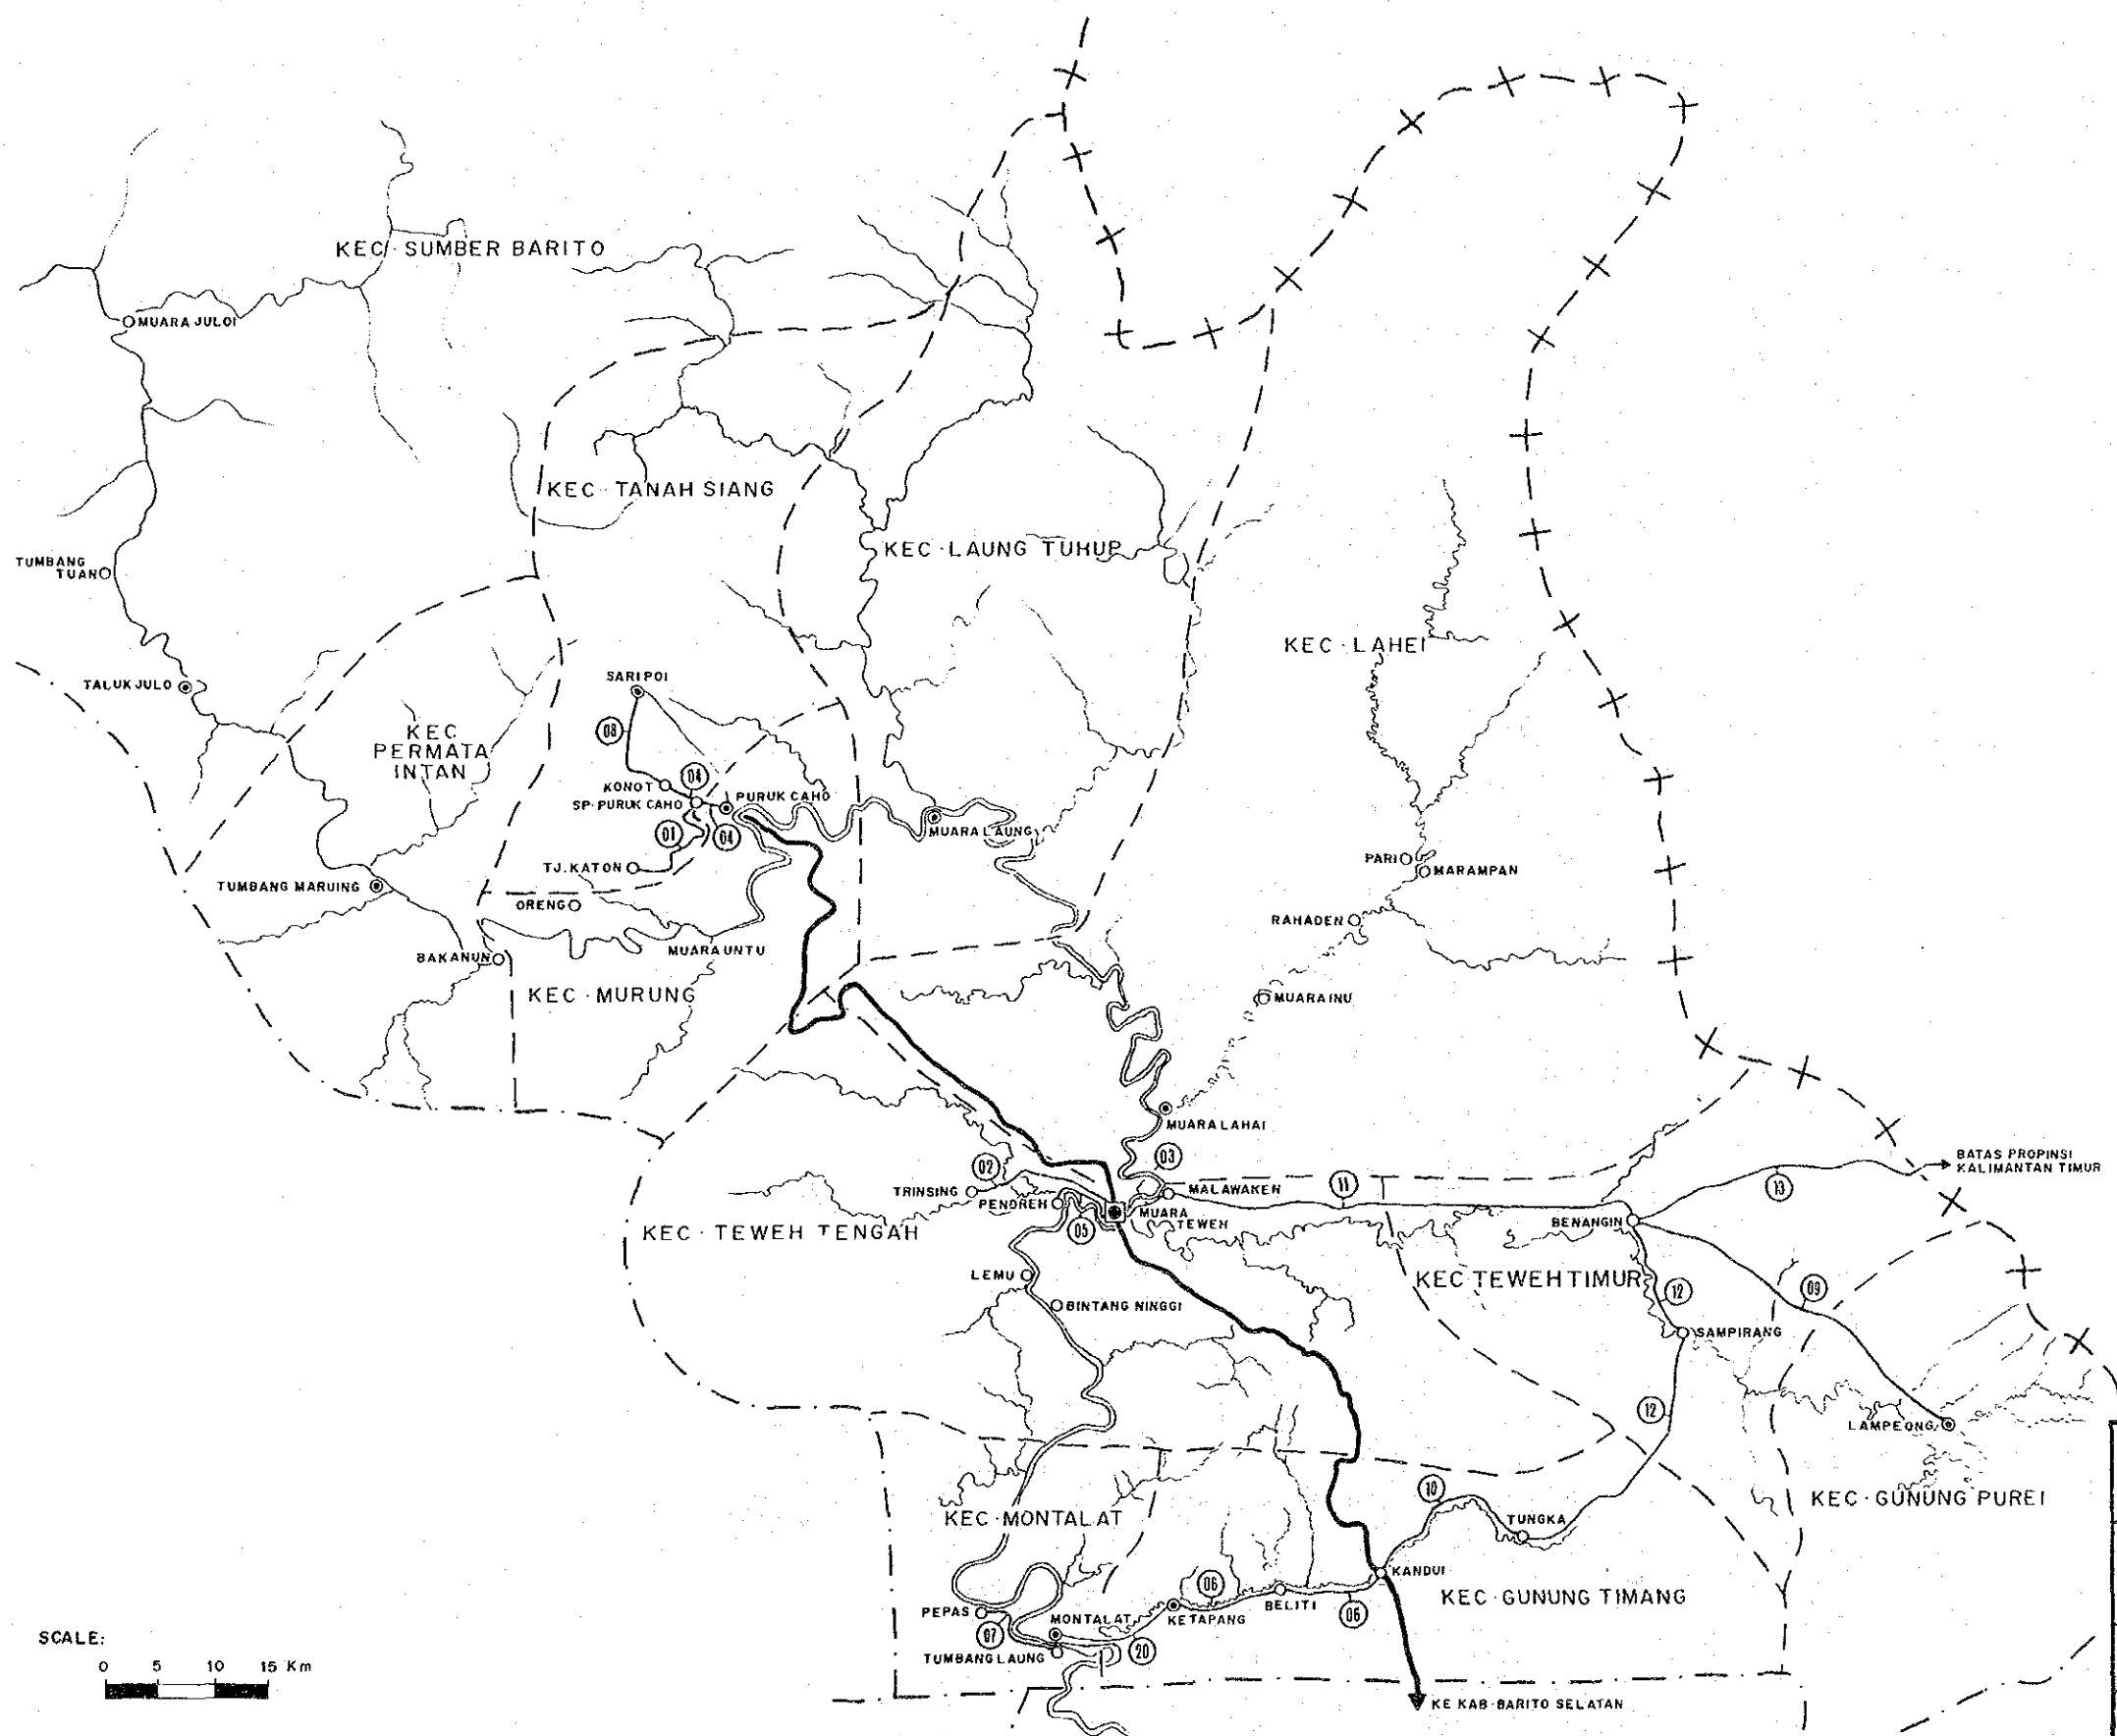 KEC · SUMBER BARITO
MUARA JULOI
KEC · TANAH SIANG
KEC · LAUNG TUHUP
TUMBANG
TUAN
KEC · LAHEI
SARIPOI
TALUK JULO
08
KEC
PERMATA
INTAN
04
KONOT
PURUK CAHO
SP. PURUK CAHO
01
04
MUARA LAUNG
PARI
TJ. KATON
MARAMPAN
TUMBANG MARUING
ORENG
RAHADEN
MUARA UNTU
BAKANUN
KEC · MURUNG
MUARA INU
MUARA LAHAI
03
BATAS PROPINSI
KALIMANTAN TIMUR
02
TRINSING
MALAWAKEN
11
13
PENDREH
MUARA
TEWEH
05
BENANGIN
KEC · TEWEH TENGAH
LEMU
KEC TEWEH TIMUR
12
09
BINTANG NINGGI
SAMPIRANG
12
LAMPEONG
10
KEC · GUNUNG PUREI
KEC · MONTALAT
TUNGKA
KANDUI
06
KEC · GUNUNG TIMANG
PEPAS
MONTALAT
KETAPANG
BELITI
06
07
20
TUMBANG LAUNG
SCALE:
0 5 10 15 Km
KE KAB · BARITO SELATAN